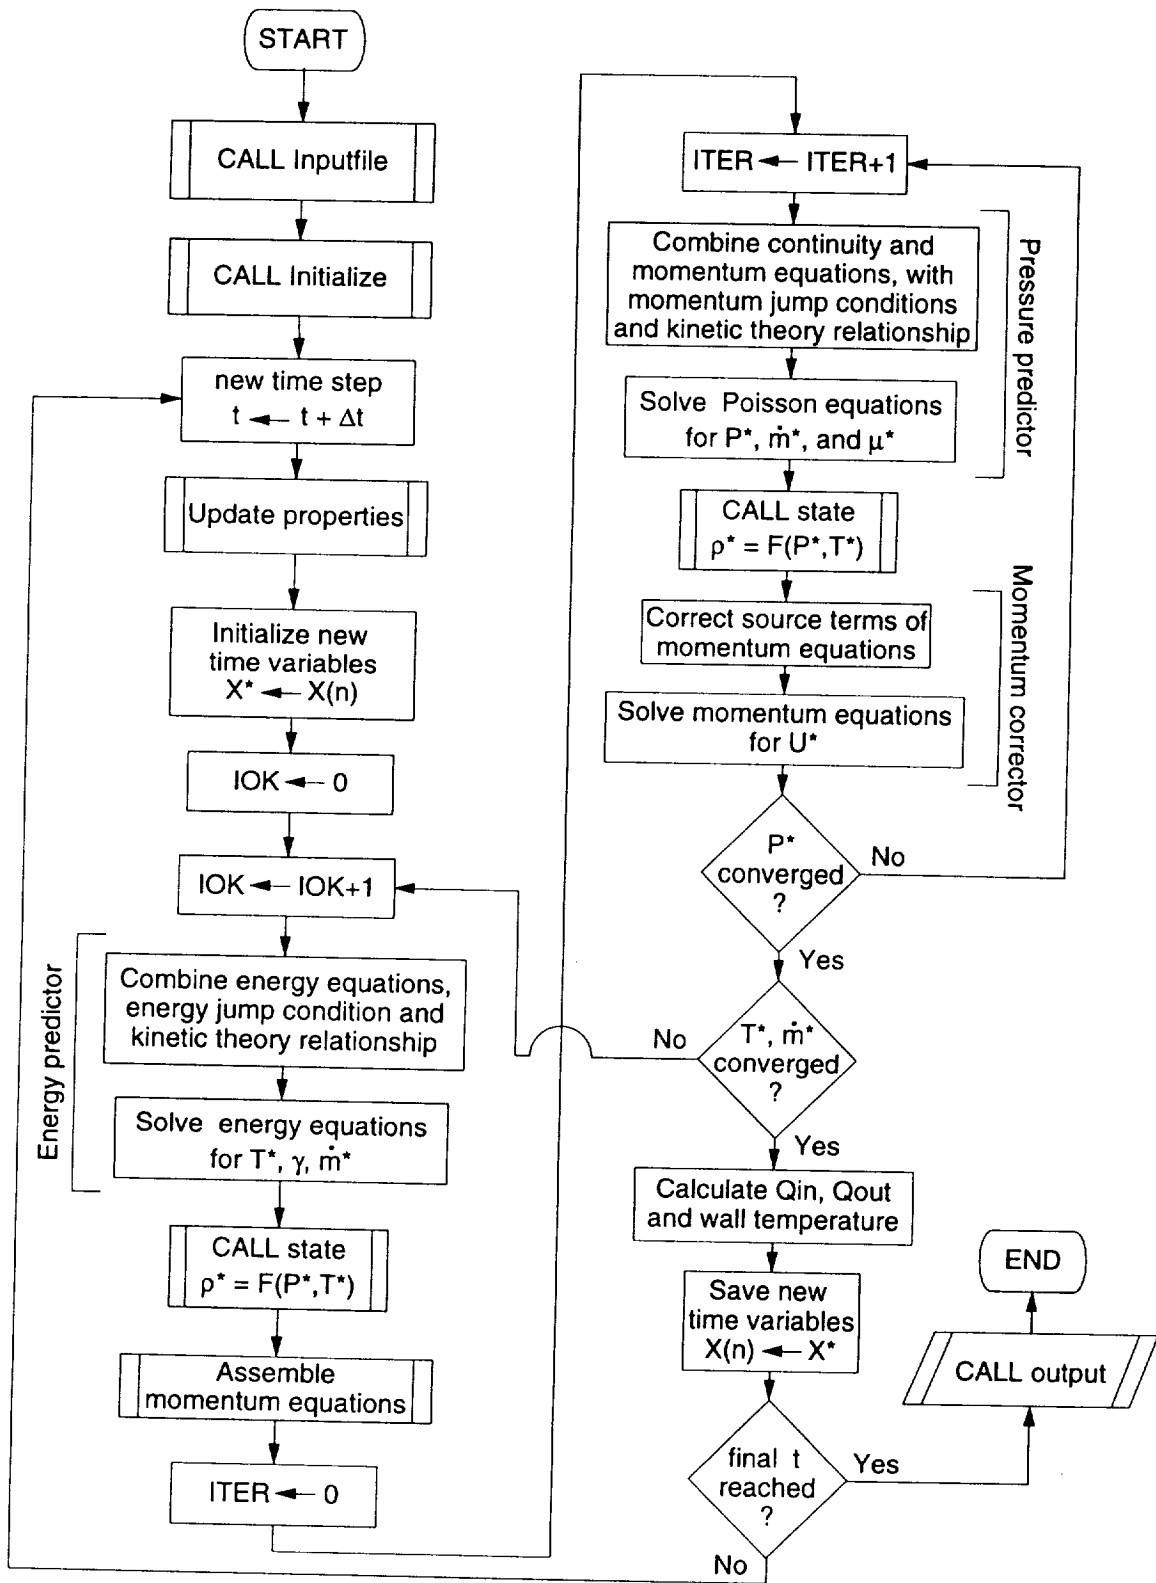 START
CALL Inputfile
CALL Initialize
new time step
t ← t + Δt
Update properties
Initialize new
time variables
X* ← X(n)
IOK ← 0
IOK ← IOK+1
Energy predictor
Combine energy equations,
energy jump condition and
kinetic theory relationship
Solve energy equations
for T*, γ, ṁ*
CALL state
ρ* = F(P*,T*)
Assemble
momentum equations
ITER ← 0
ITER ← ITER+1
Pressure predictor
Combine continuity and
momentum equations, with
momentum jump conditions
and kinetic theory relationship
Solve Poisson equations
for P*, ṁ*, and μ*
CALL state
ρ* = F(P*,T*)
Momentum corrector
Correct source terms of
momentum equations
Solve momentum equations
for U*
P*
converged
?
No
Yes
T*, ṁ*
converged
?
No
Yes
Calculate Qin, Qout
and wall temperature
Save new
time variables
X(n) ← X*
final t
reached
?
Yes
No
CALL output
END